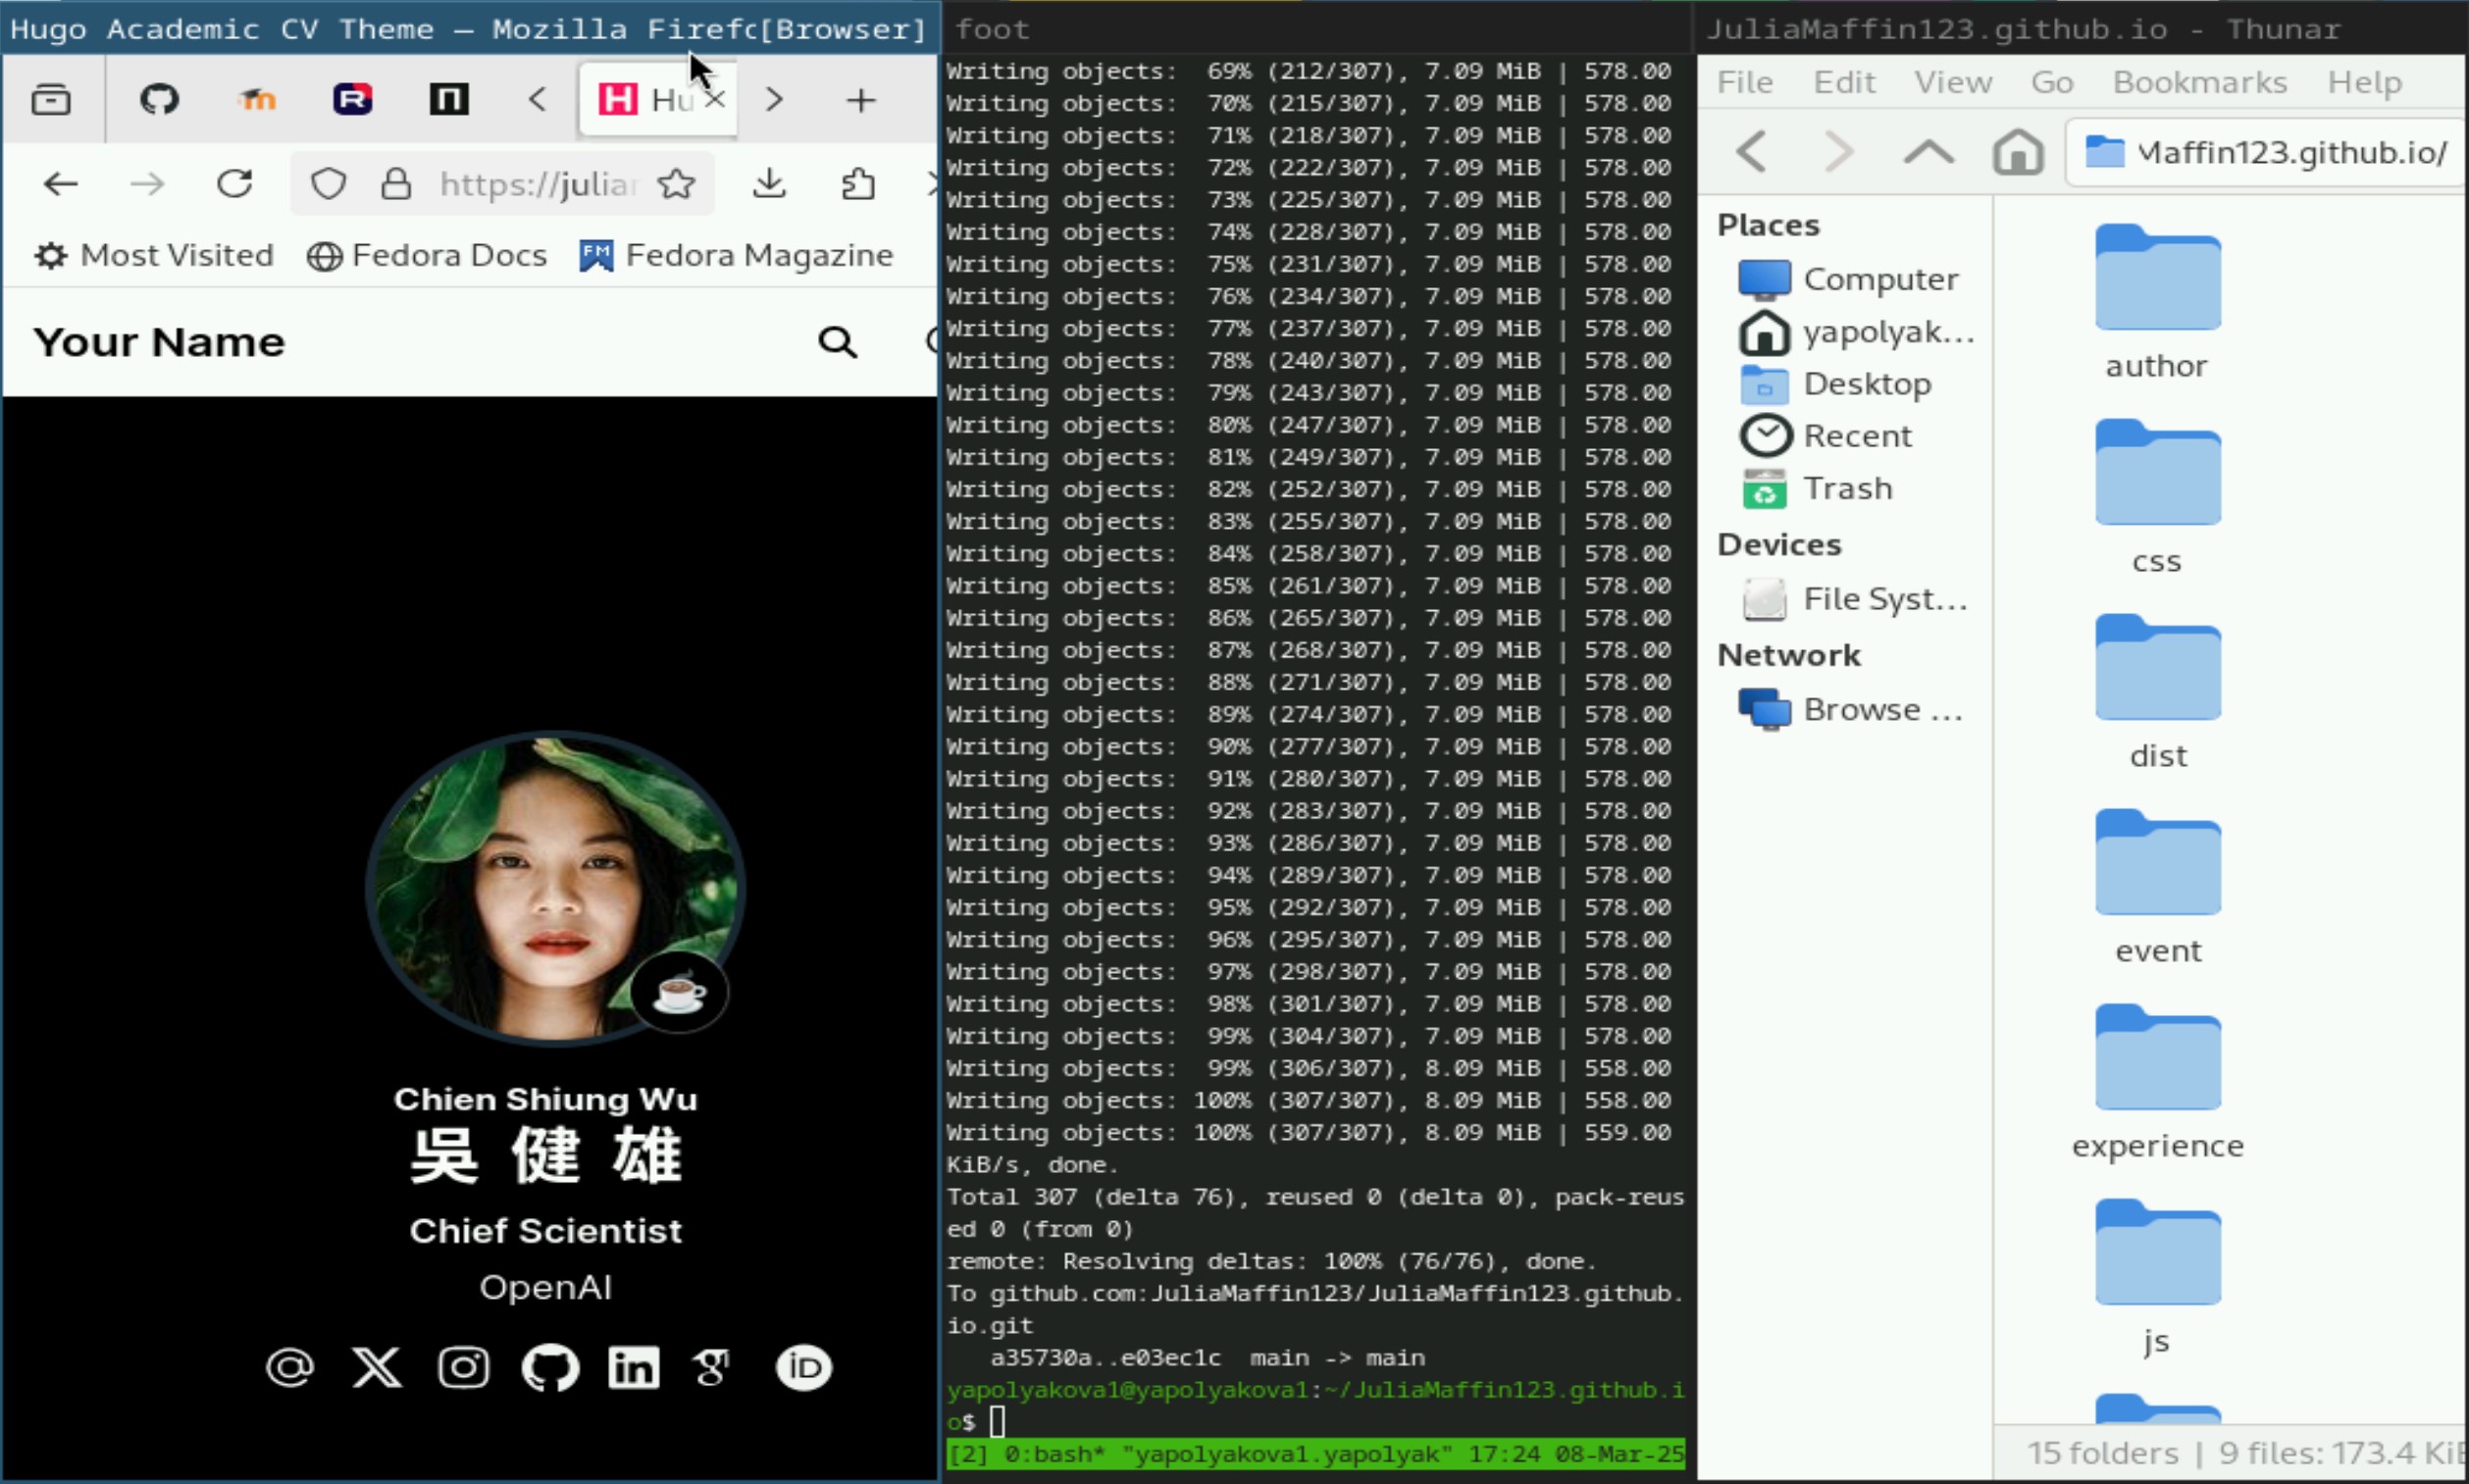 Hugo Academic CV Theme — Mozilla Firefo[Browser]
Hu
https://julia
Most Visited
Fedora Docs
FM
Fedora Magazine
Your Name
Chien Shiung Wu
吳健雄
Chief Scientist
OpenAI
foot
Writing objects: 69% (212/307), 7.09 MiB | 578.00
Writing objects: 70% (215/307), 7.09 MiB | 578.00
Writing objects: 71% (218/307), 7.09 MiB | 578.00
Writing objects: 72% (222/307), 7.09 MiB | 578.00
Writing objects: 73% (225/307), 7.09 MiB | 578.00
Writing objects: 74% (228/307), 7.09 MiB | 578.00
Writing objects: 75% (231/307), 7.09 MiB | 578.00
Writing objects: 76% (234/307), 7.09 MiB | 578.00
Writing objects: 77% (237/307), 7.09 MiB | 578.00
Writing objects: 78% (240/307), 7.09 MiB | 578.00
Writing objects: 79% (243/307), 7.09 MiB | 578.00
Writing objects: 80% (247/307), 7.09 MiB | 578.00
Writing objects: 81% (249/307), 7.09 MiB | 578.00
Writing objects: 82% (252/307), 7.09 MiB | 578.00
Writing objects: 83% (255/307), 7.09 MiB | 578.00
Writing objects: 84% (258/307), 7.09 MiB | 578.00
Writing objects: 85% (261/307), 7.09 MiB | 578.00
Writing objects: 86% (265/307), 7.09 MiB | 578.00
Writing objects: 87% (268/307), 7.09 MiB | 578.00
Writing objects: 88% (271/307), 7.09 MiB | 578.00
Writing objects: 89% (274/307), 7.09 MiB | 578.00
Writing objects: 90% (277/307), 7.09 MiB | 578.00
Writing objects: 91% (280/307), 7.09 MiB | 578.00
Writing objects: 92% (283/307), 7.09 MiB | 578.00
Writing objects: 93% (286/307), 7.09 MiB | 578.00
Writing objects: 94% (289/307), 7.09 MiB | 578.00
Writing objects: 95% (292/307), 7.09 MiB | 578.00
Writing objects: 96% (295/307), 7.09 MiB | 578.00
Writing objects: 97% (298/307), 7.09 MiB | 578.00
Writing objects: 98% (301/307), 7.09 MiB | 578.00
Writing objects: 99% (304/307), 7.09 MiB | 578.00
Writing objects: 99% (306/307), 8.09 MiB | 558.00
Writing objects: 100% (307/307), 8.09 MiB | 558.00
Writing objects: 100% (307/307), 8.09 MiB | 559.00
KiB/s, done.
Total 307 (delta 76), reused 0 (delta 0), pack-reus
ed 0 (from 0)
remote: Resolving deltas: 100% (76/76), done.
To github.com:JuliaMaffin123/JuliaMaffin123.github.
io.git
a35730a..e03ec1c main -> main
yapolyakova1@yapolyakova1:~/JuliaMaffin123.github.i
o$
[2] 0:bash* "yapolyakova1.yapolyak" 17:24 08-Mar-25
JuliaMaffin123.github.io - Thunar
File Edit View Go Bookmarks Help
Maffin123.github.io/
Places
Computer
yapolyak...
Desktop
Recent
Trash
Devices
File Syst...
Network
Browse ...
author
css
dist
event
experience
js
15 folders | 9 files: 173.4 KiB